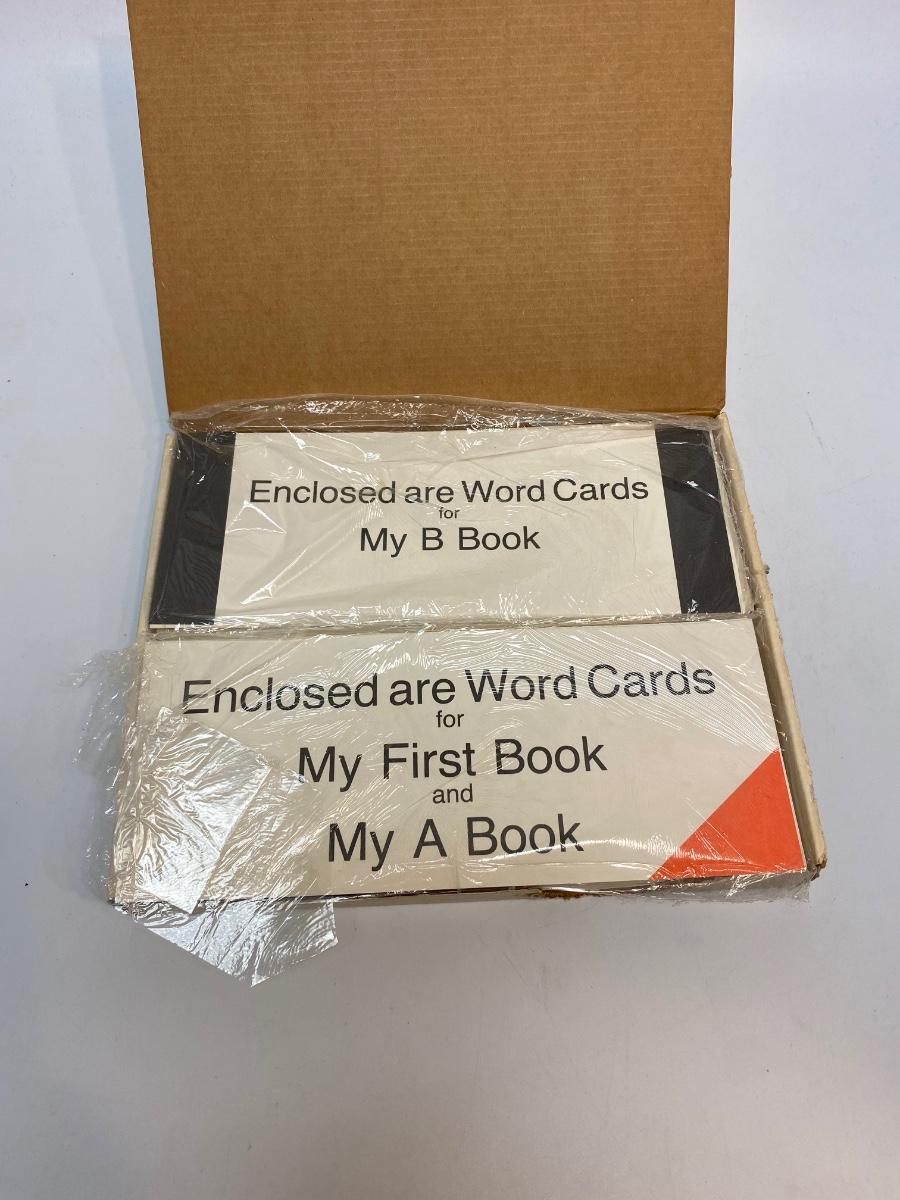 Enclosed are Word Cards
for
My B Book
Enclosed are Word Cards
for
My First Book
and
My A Book